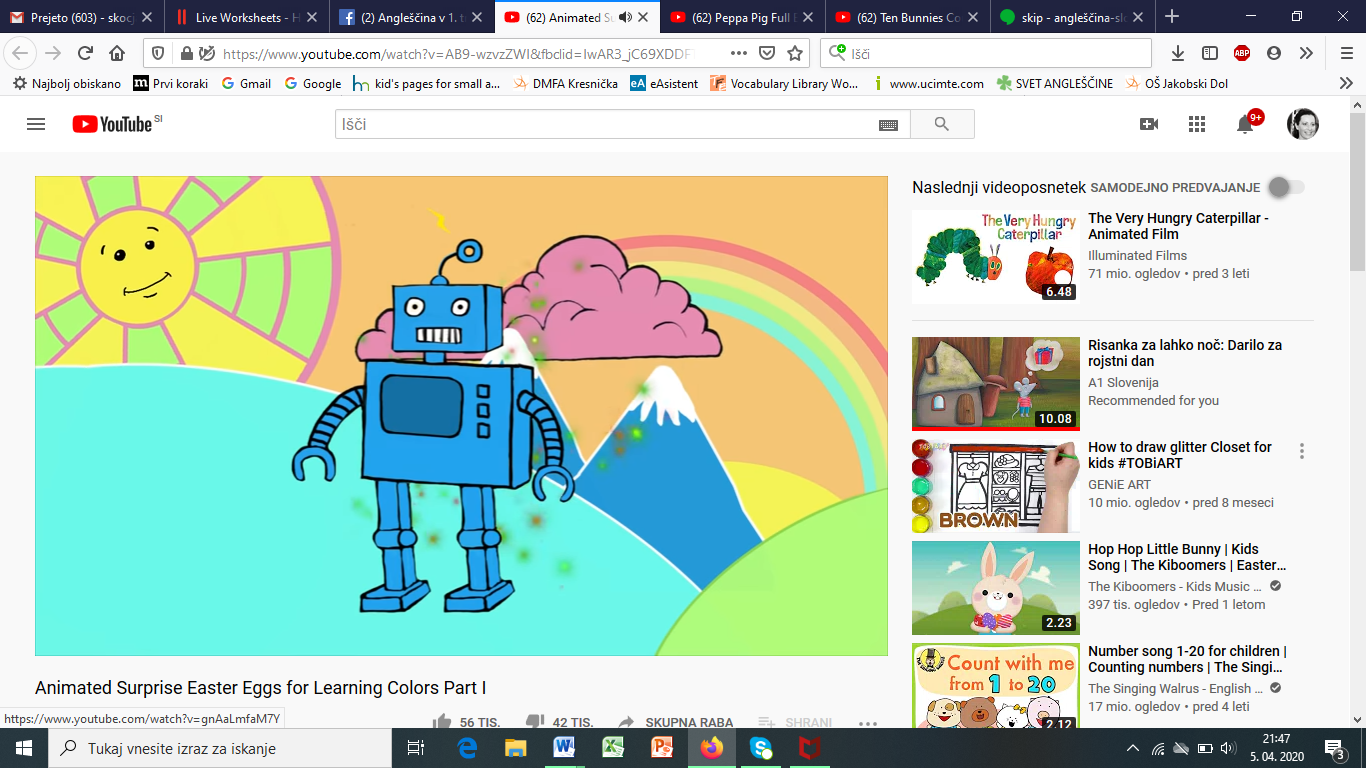 Prejeto (603) - skocj
Live Worksheets - H
(2) Angleščina v 1. t
(62) Animated Su
(62) Peppa Pig Full E
(62) Ten Bunnies Co
skip - angleščina-slo
https://www.youtube.com/watch?v=AB9-wzvzZWI&fbclid=IwAR3_jC69XDDF
Išči
ABP
Najbolj obiskano
m Prvi koraki
G Gmail
G Google
kid's pages for small a...
DMFA Kresnička
eA eAsistent
Vocabulary Library Wo...
www.ucimte.com
SVET ANGLEŠČINE
OŠ Jakobski Dol
YouTube SI
Išči
9+
Naslednji videoposnetek SAMODEJNO PREDVAJANJE
The Very Hungry
Caterpillar
6.48
The Very Hungry Caterpillar -
Animated Film
Illuminated Films
71 mio. ogledov • pred 3 leti
10.08
Risanka za lahko noč: Darilo za
rojstni dan
A1 Slovenija
Recommended for you
BROWN
How to draw glitter Closet for
kids #TOBiART
GENiE ART
10 mio. ogledov • pred 8 meseci
2.23
Hop Hop Little Bunny | Kids
Song | The Kiboomers | Easter...
The Kiboomers - Kids Music ...
397 tis. ogledov • Pred 1 letom
Count with me
from 1 to 20
2.12
Number song 1-20 for children |
Counting numbers | The Singi...
The Singing Walrus - English ...
17 mio. ogledov • pred 4 leti
Animated Surprise Easter Eggs for Learning Colors Part I
https://www.youtube.com/watch?v=gnAaLmfaM7Y
56 TIS.
42 TIS.
SKUPNA RABA
SHRANI
Tukaj vnesite izraz za iskanje
21:47
5. 04. 2020
3